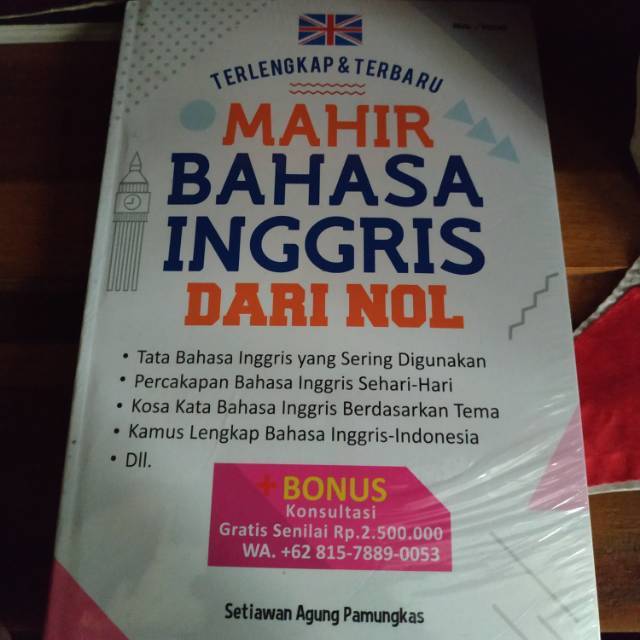 TERLENGKAP & TERBARU
MAHIR
BAHASA
INGGRIS
DARI NOL
• Tata Bahasa Inggris yang Sering Digunakan
• Percakapan Bahasa Inggris Sehari-Hari
• Kosa Kata Bahasa Inggris Berdasarkan Tema
• Kamus Lengkap Bahasa Inggris-Indonesia
• Dll.
+ BONUS
Konsultasi
Gratis Senilai Rp.2.500.000
WA. +62 815-7889-0053
Setiawan Agung Pamungkas